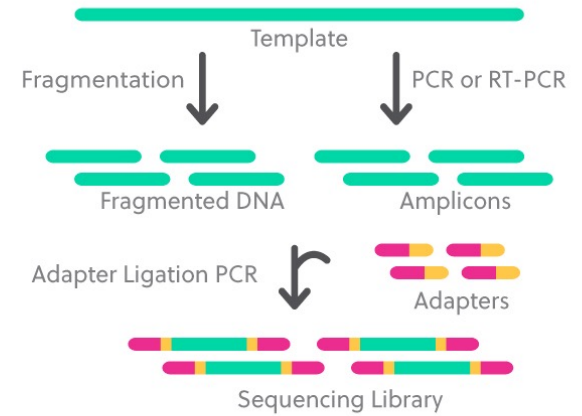 Template
Fragmentation
PCR or RT-PCR
Fragmented DNA
Amplicons
Adapter Ligation PCR
Adapters
Sequencing Library